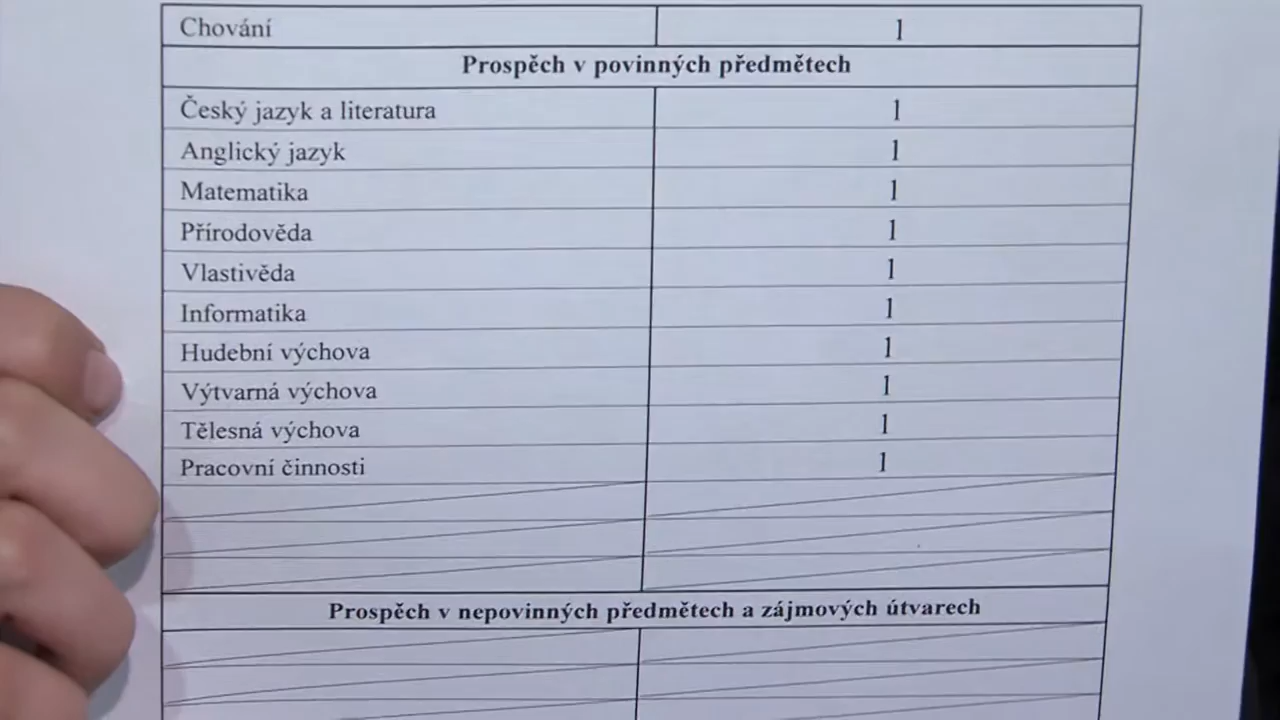 Chování 1
Prospěch v povinných předmětech
Český jazyk a literatura 1
Anglický jazyk 1
Matematika 1
Přírodověda 1
Vlastivěda 1
Informatika 1
Hudební výchova 1
Výtvarná výchova 1
Tělesná výchova 1
Pracovní činnosti 1
Prospěch v nepovinných předmětech a zájmových útvarech